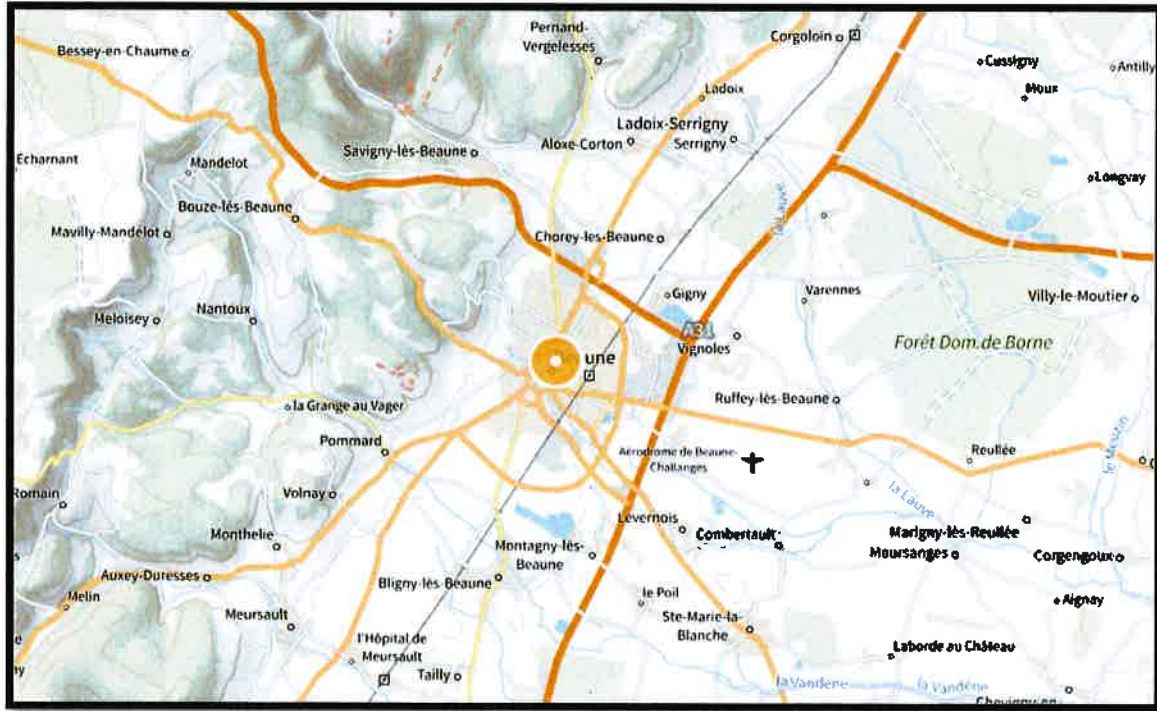 Pernand-
Vergelesses
Corgoloin
Bessey-en-Chaume
Cussigny
Antilly
Moux
Ladoix
Ladoix-Serrigny
Serrigny
Aloxe-Corton
Savigny-lès-Beaune
Echarnant
Mandelot
Longvay
Bouze-lès-Beaune
Mavilly-Mandelot
Chorey-les-Beaune
Gigny
Varennes
Villy-le-Moutier
Nantoux
Meloisey
A31
Vignoles
Forêt Dom. de Borne
une
Ruffey-lès-Beaune
la Grange au Vager
Pommard
Aérodrome de Beaune-
Challanges
Reullée
le Meuzin
Volnay
Romain
la Lauve
Levernois
Combertault
Marigny-lès-Reullée
Meursanges
Corgengoux
Monthelie
Montagny-lès-
Beaune
Auxey-Duresses
Bligny-lès-Beaune
Melin
le Poil
Aignay
Meursault
Ste-Marie-la-
Blanche
l'Hôpital de
Meursault
Laborde au Château
Tailly
la Vandène
la Vandène